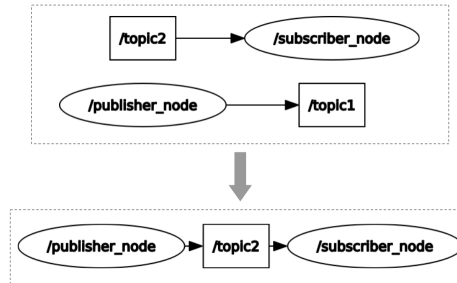 /topic2 /subscriber_node
/publisher_node /topic1
/publisher_node /topic2 /subscriber_node